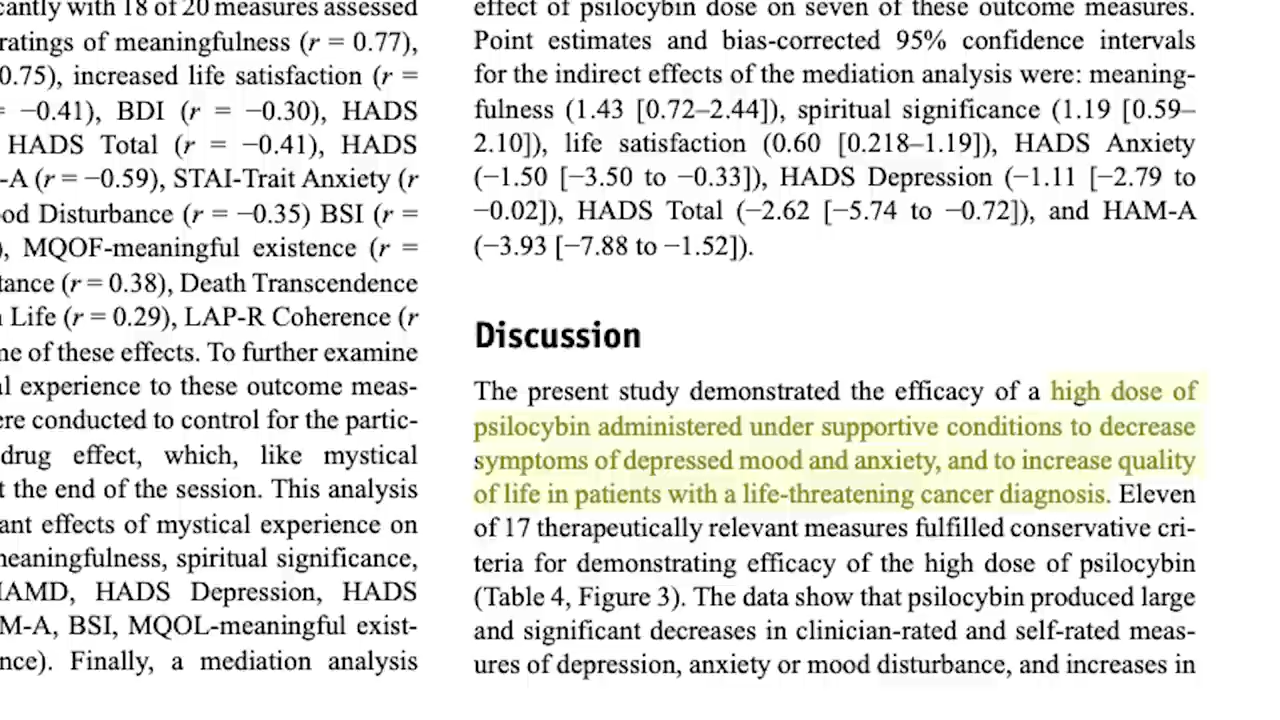 cantly with 18 of 20 measures assessed
ratings of meaningfulness (r = 0.77),
0.75), increased life satisfaction (r =
= −0.41), BDI (r = −0.30), HADS
HADS Total (r = −0.41), HADS
-A (r = −0.59), STAI-Trait Anxiety (r
od Disturbance (r = −0.35) BSI (r =
), MQOF-meaningful existence (r =
tance (r = 0.38), Death Transcendence
Life (r = 0.29), LAP-R Coherence (r
me of these effects. To further examine
al experience to these outcome meas-
ere conducted to control for the partic-
drug effect, which, like mystical
t the end of the session. This analysis
ant effects of mystical experience on
meaningfulness, spiritual significance,
HAMD, HADS Depression, HADS
M-A, BSI, MQOL-meaningful exist-
nce). Finally, a mediation analysis
effect of psilocybin dose on seven of these outcome measures.
Point estimates and bias-corrected 95% confidence intervals
for the indirect effects of the mediation analysis were: meaning-
fulness (1.43 [0.72–2.44]), spiritual significance (1.19 [0.59–
2.10]), life satisfaction (0.60 [0.218–1.19]), HADS Anxiety
(−1.50 [−3.50 to −0.33]), HADS Depression (−1.11 [−2.79 to
−0.02]), HADS Total (−2.62 [−5.74 to −0.72]), and HAM-A
(−3.93 [−7.88 to −1.52]).
Discussion
The present study demonstrated the efficacy of a high dose of
psilocybin administered under supportive conditions to decrease
symptoms of depressed mood and anxiety, and to increase quality
of life in patients with a life-threatening cancer diagnosis. Eleven
of 17 therapeutically relevant measures fulfilled conservative cri-
teria for demonstrating efficacy of the high dose of psilocybin
(Table 4, Figure 3). The data show that psilocybin produced large
and significant decreases in clinician-rated and self-rated meas-
ures of depression, anxiety or mood disturbance, and increases in